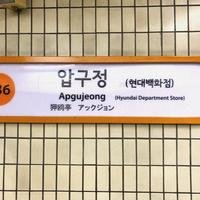 36
압구정 (현대백화점)
Apgujeong (Hyundai Department Store)
狎鷗亭 アックジョン